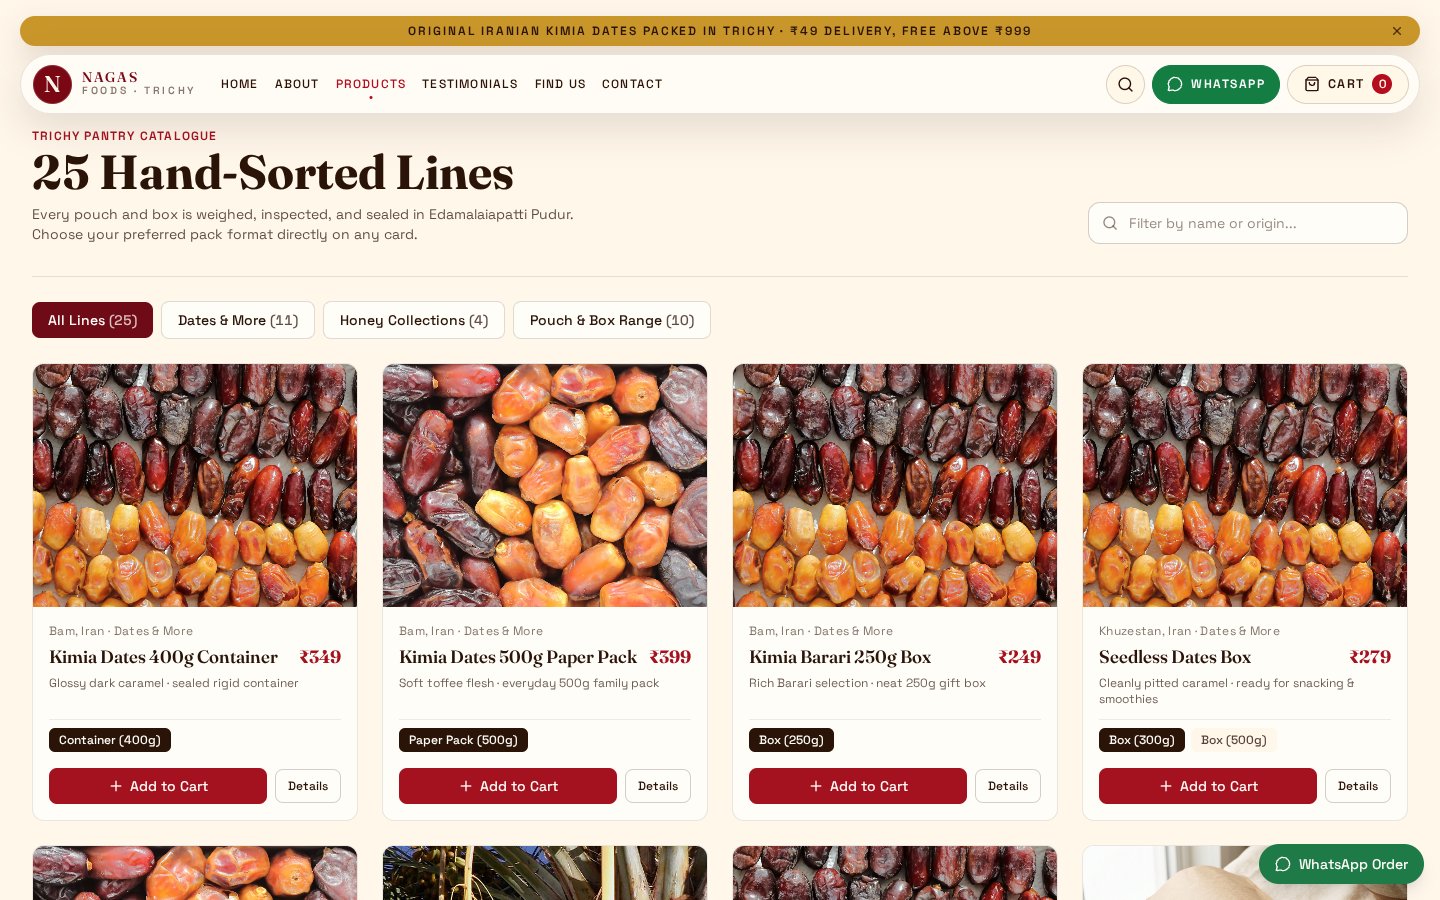 ORIGINAL IRANIAN KIMIA DATES PACKED IN TRICHY · ₹49 DELIVERY, FREE ABOVE ₹999
N
NAGAS
FOODS · TRICHY
HOME
ABOUT
PRODUCTS
TESTIMONIALS
FIND US
CONTACT
WHATSAPP
CART 0
TRICHY PANTRY CATALOGUE
25 Hand-Sorted Lines
Every pouch and box is weighed, inspected, and sealed in Edamalaiapatti Pudur.
Choose your preferred pack format directly on any card.
Filter by name or origin...
All Lines (25)
Dates & More (11)
Honey Collections (4)
Pouch & Box Range (10)
Bam, Iran · Dates & More
Kimia Dates 400g Container ₹349
Glossy dark caramel · sealed rigid container
Container (400g)
+ Add to Cart
Details
Bam, Iran · Dates & More
Kimia Dates 500g Paper Pack ₹399
Soft toffee flesh · everyday 500g family pack
Paper Pack (500g)
+ Add to Cart
Details
Bam, Iran · Dates & More
Kimia Barari 250g Box ₹249
Rich Barari selection · neat 250g gift box
Box (250g)
+ Add to Cart
Details
Khuzestan, Iran · Dates & More
Seedless Dates Box ₹279
Cleanly pitted caramel · ready for snacking &
smoothies
Box (300g)
Box (500g)
+ Add to Cart
Details
WhatsApp Order